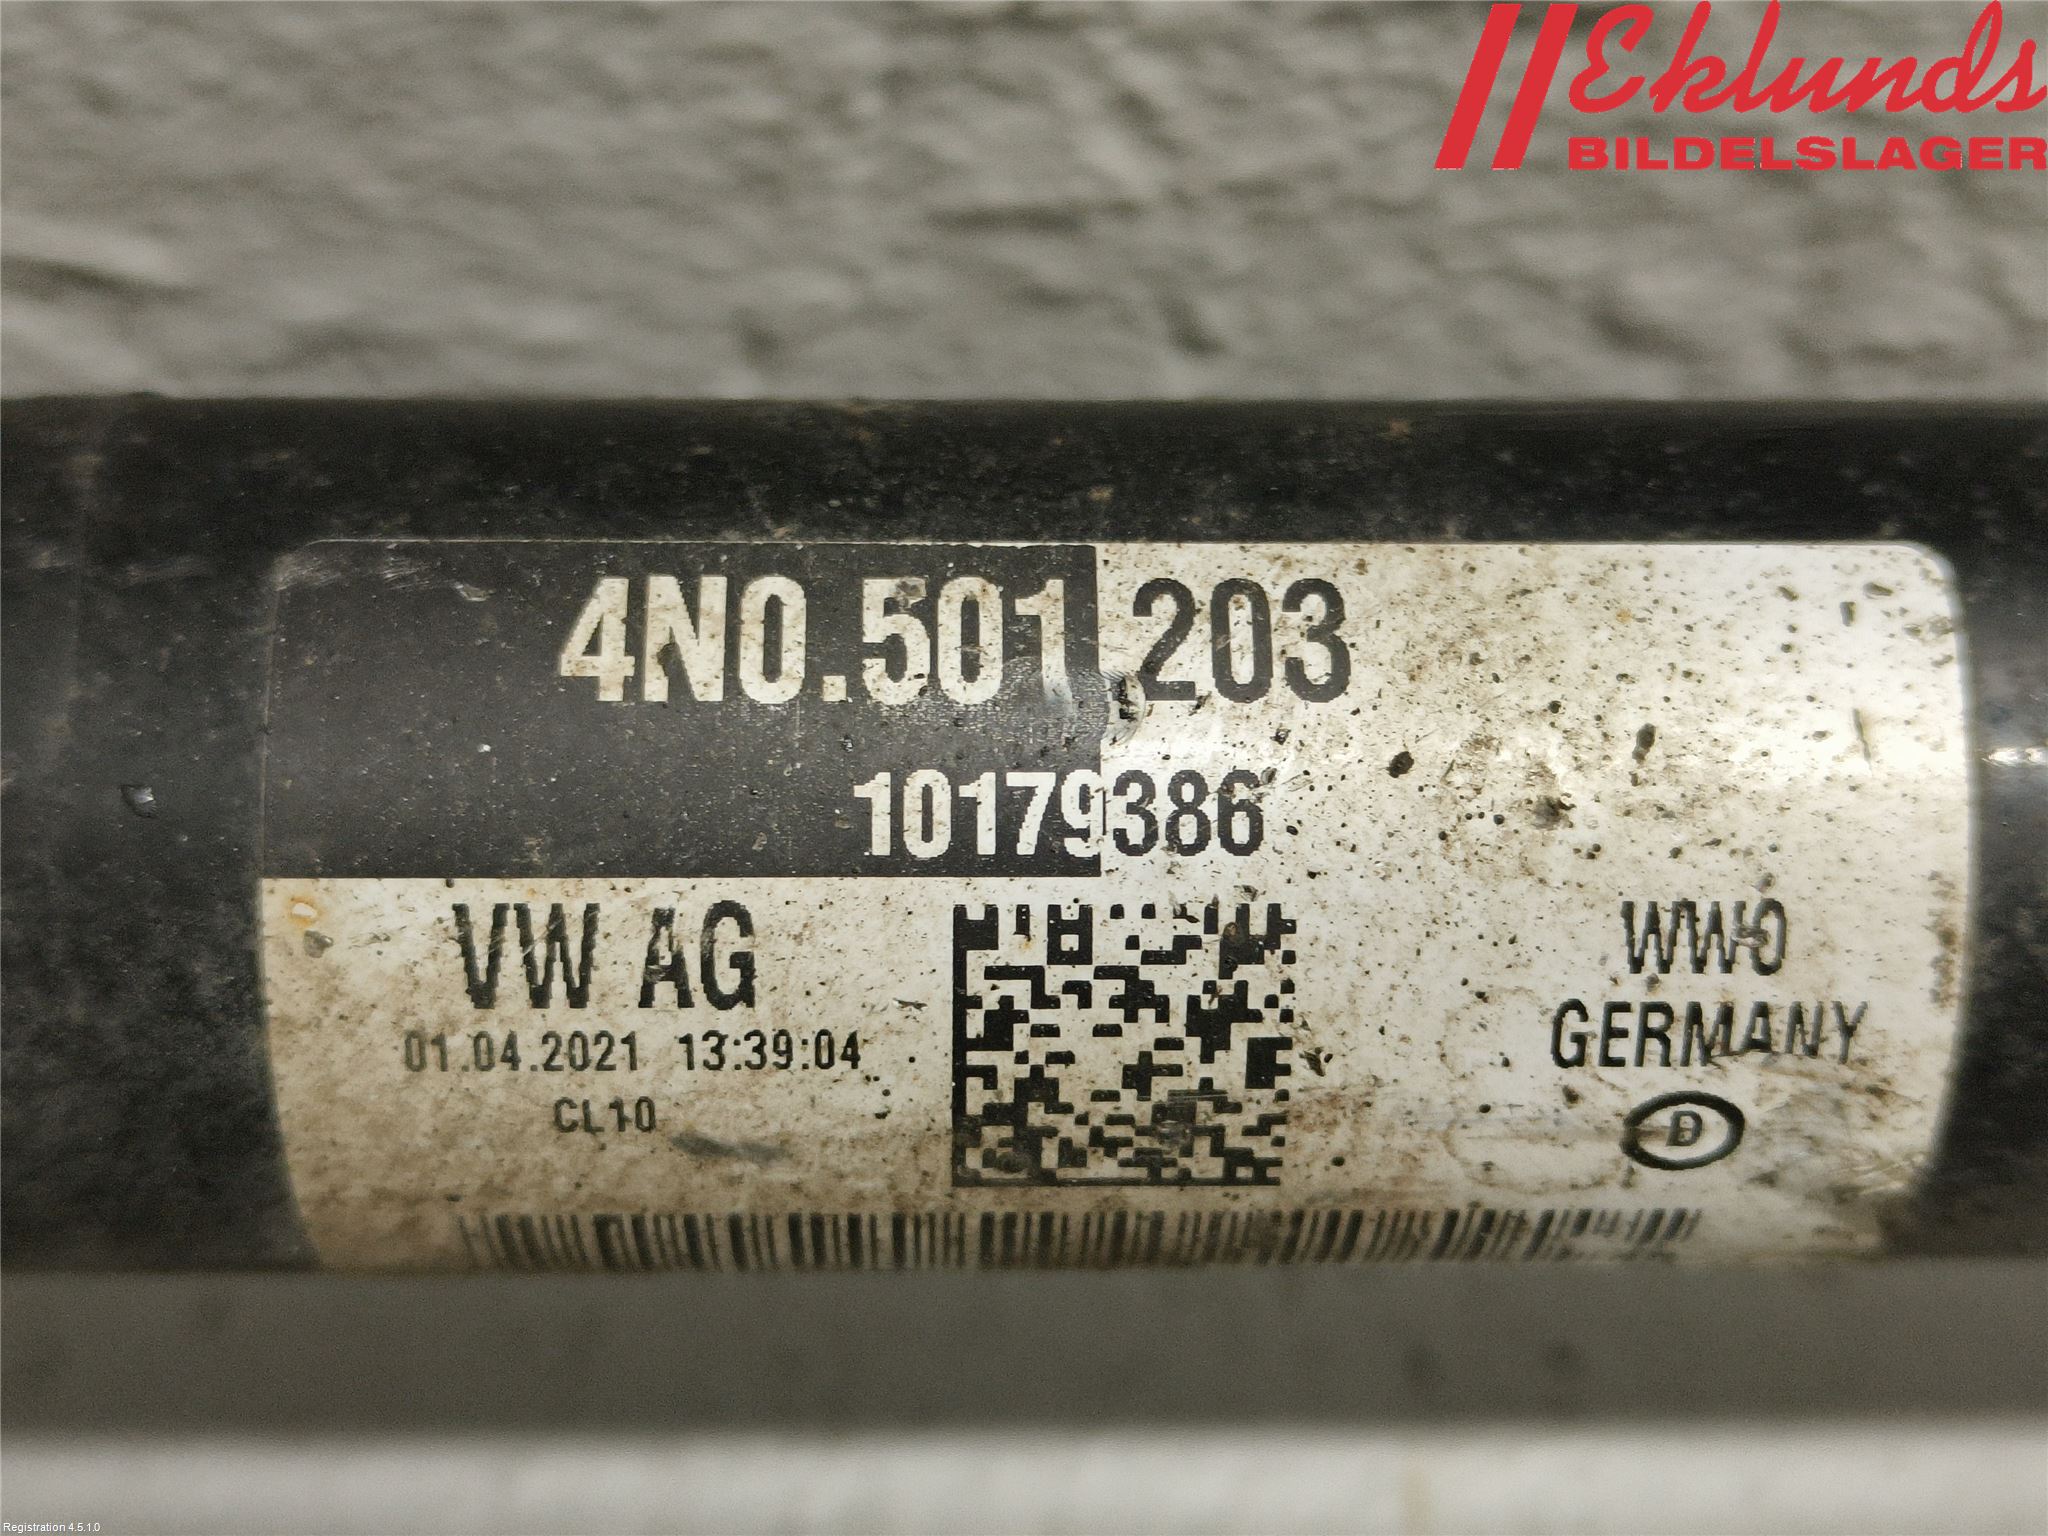 Eklunds
BILDELSLAGER
4N0.501 203
10179386
VW AG
01.04.2021 13:39:04
CL10
WW0
GERMANY
D
Registration 4.5.1.0